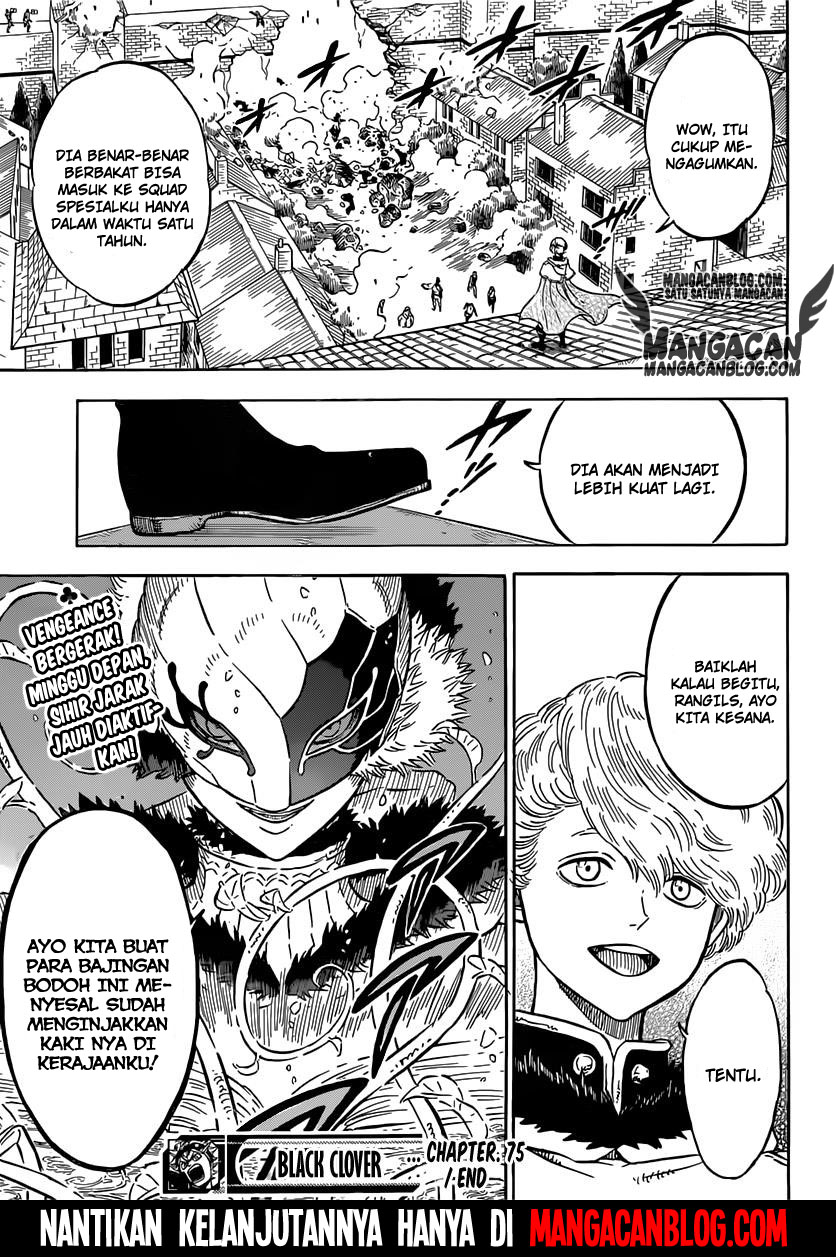 WOW, ITU
CUKUP ME-
NGAGUMKAN.
DIA BENAR-BENAR
BERBAKAT BISA
MASUK KE SQUAD
SPESIALKU HANYA
DALAM WAKTU SATU
TAHUN.
MANGACANBLOG.COM
SATU SATUNYA MANGACAN
MANGACAN
MANGACANBLOG.COM
DIA AKAN MENJADI
LEBIH KUAT LAGI.
BAIKLAH
KALAU BEGITU,
RANGILS, AYO
KITA KESANA.
TENTU.
VENGEANCE
BERGERAK!
MINGGU DEPAN,
SIHIR JARAK
JAUH DIAKTIF-
KAN!
AYO KITA BUAT
PARA BAJINGAN
BODOH INI ME-
NYESAL SUDAH
MENGINJAKKAN
KAKI NYA DI
KERAJAANKU!
BLACK CLOVER ... CHAPTER. 75
/ END
NANTIKAN KELANJUTANNYA HANYA DI MANGACANBLOG.COM